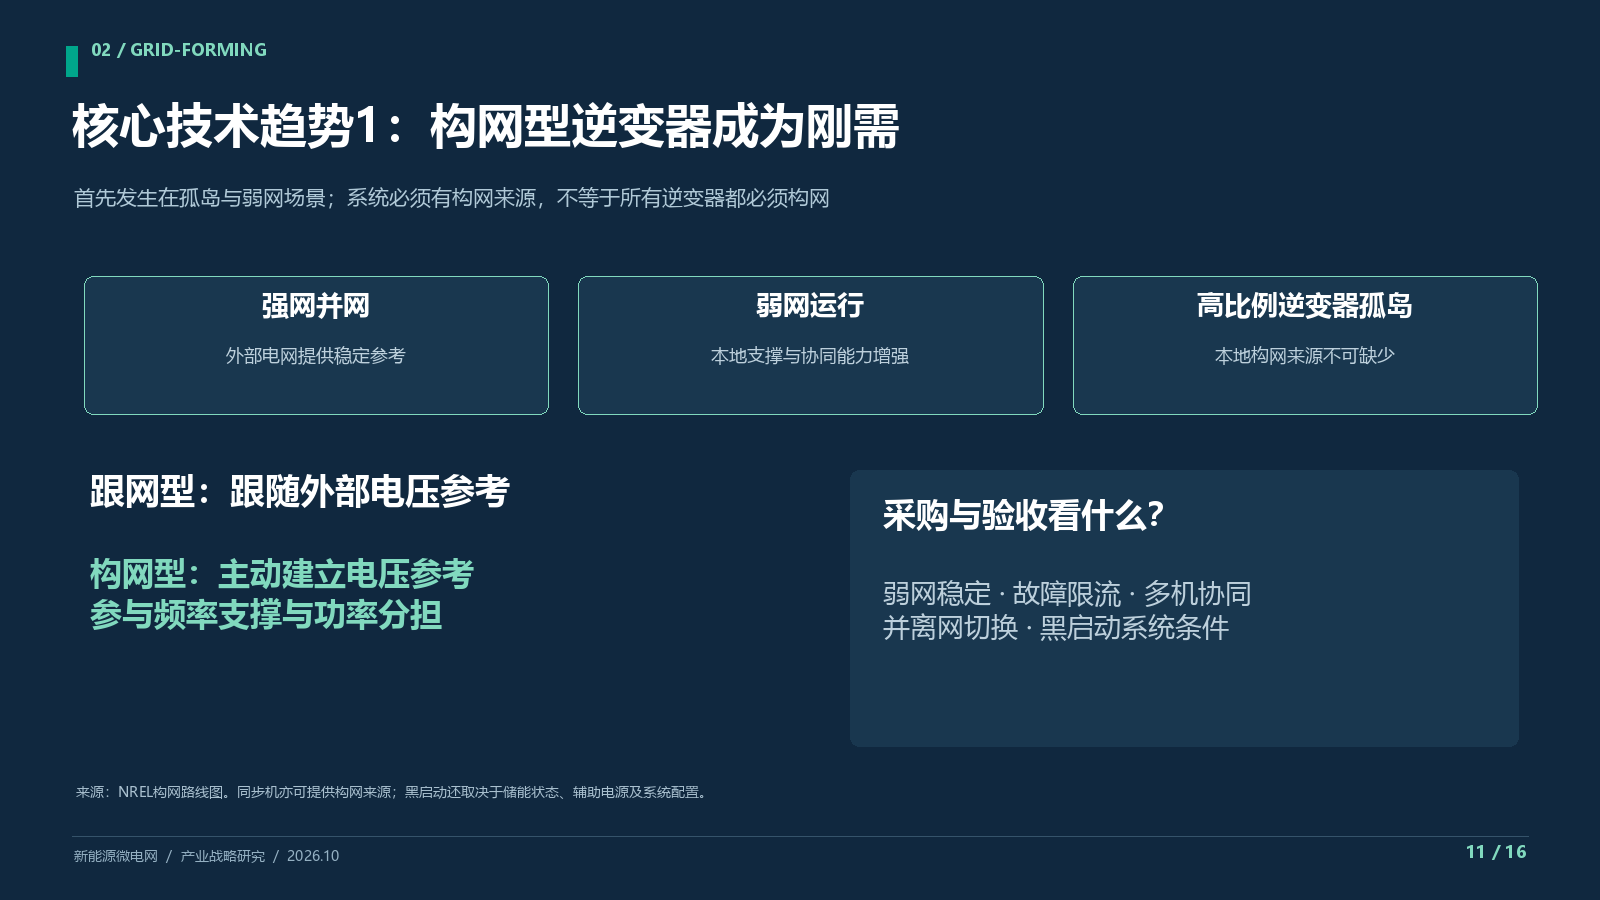 02 / GRID-FORMING
核心技术趋势1：构网型逆变器成为刚需
首先发生在孤岛与弱网场景；系统必须有构网来源，不等于所有逆变器都必须构网
强网并网
外部电网提供稳定参考
弱网运行
本地支撑与协同能力增强
高比例逆变器孤岛
本地构网来源不可缺少
跟网型：跟随外部电压参考
构网型：主动建立电压参考
参与频率支撑与功率分担
采购与验收看什么？
弱网稳定 · 故障限流 · 多机协同
并离网切换 · 黑启动系统条件
来源：NREL构网路线图。同步机亦可提供构网来源；黑启动还取决于储能状态、辅助电源及系统配置。
新能源微电网 / 产业战略研究 / 2026.10
11 / 16